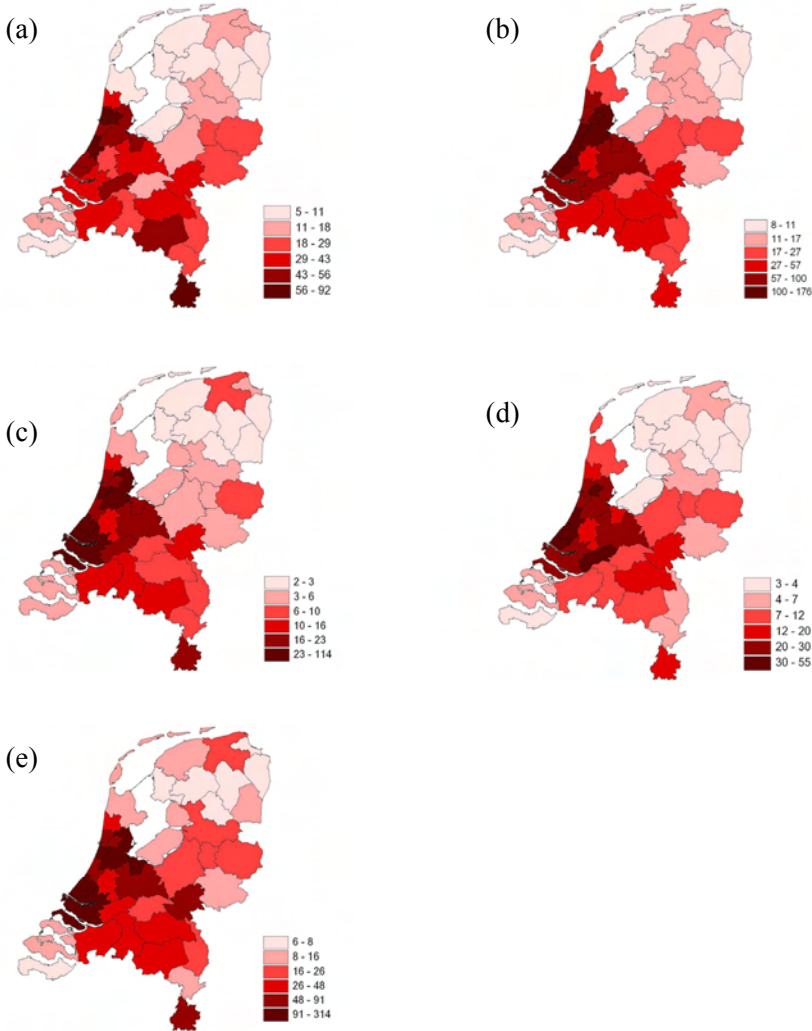 (a)
5 - 11
11 - 18
18 - 29
29 - 43
43 - 56
56 - 92
(b)
8 - 11
11 - 17
17 - 27
27 - 57
57 - 100
100 - 176
(c)
2 - 3
3 - 6
6 - 10
10 - 16
16 - 23
23 - 114
(d)
3 - 4
4 - 7
7 - 12
12 - 20
20 - 30
30 - 55
(e)
6 - 8
8 - 16
16 - 26
26 - 48
48 - 91
91 - 314